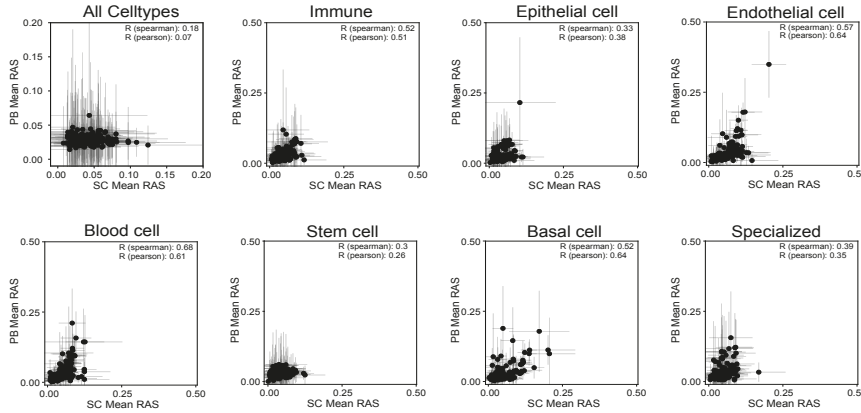 All Celltypes
R (spearman): 0.18
R (pearson): 0.07
0.20
0.15
0.10
0.05
0.00
PB Mean RAS
0.00 0.05 0.10 0.15 0.20
SC Mean RAS
Immune
R (spearman): 0.52
R (pearson): 0.51
0.50
0.25
0.00
PB Mean RAS
0.00 0.25 0.50
SC Mean RAS
Epithelial cell
R (spearman): 0.33
R (pearson): 0.38
0.50
0.25
0.00
PB Mean RAS
0.00 0.25 0.50
SC Mean RAS
Endothelial cell
R (spearman): 0.57
R (pearson): 0.64
0.50
0.25
0.00
PB Mean RAS
0.00 0.25 0.5
SC Mean RAS
Blood cell
R (spearman): 0.68
R (pearson): 0.61
0.50
0.25
0.00
PB Mean RAS
0.00 0.25 0.50
SC Mean RAS
Stem cell
R (spearman): 0.3
R (pearson): 0.26
0.50
0.25
0.00
PB Mean RAS
0.00 0.25 0.50
SC Mean RAS
Basal cell
R (spearman): 0.52
R (pearson): 0.64
0.50
0.25
0.00
PB Mean RAS
0.00 0.25 0.50
SC Mean RAS
Specialized
R (spearman): 0.39
R (pearson): 0.35
0.50
0.25
0.00
PB Mean RAS
0.00 0.25 0.5
SC Mean RAS